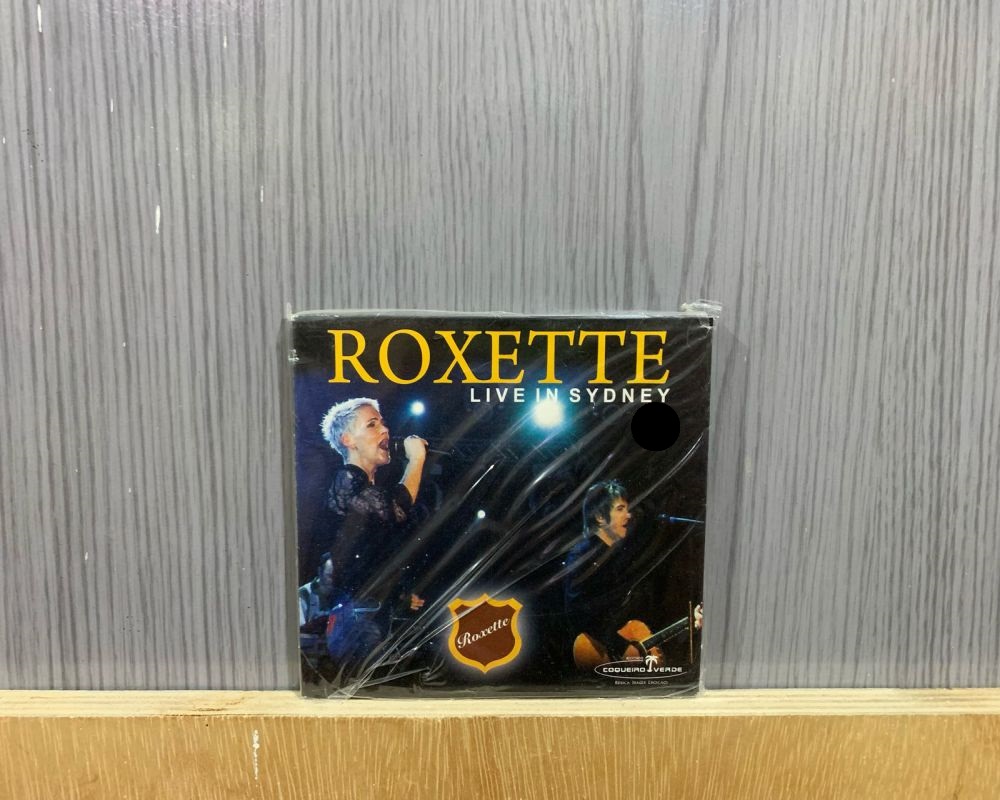 ROXETTE
LIVE IN SYDNEY
Roxette
COQUEIRO VERDE